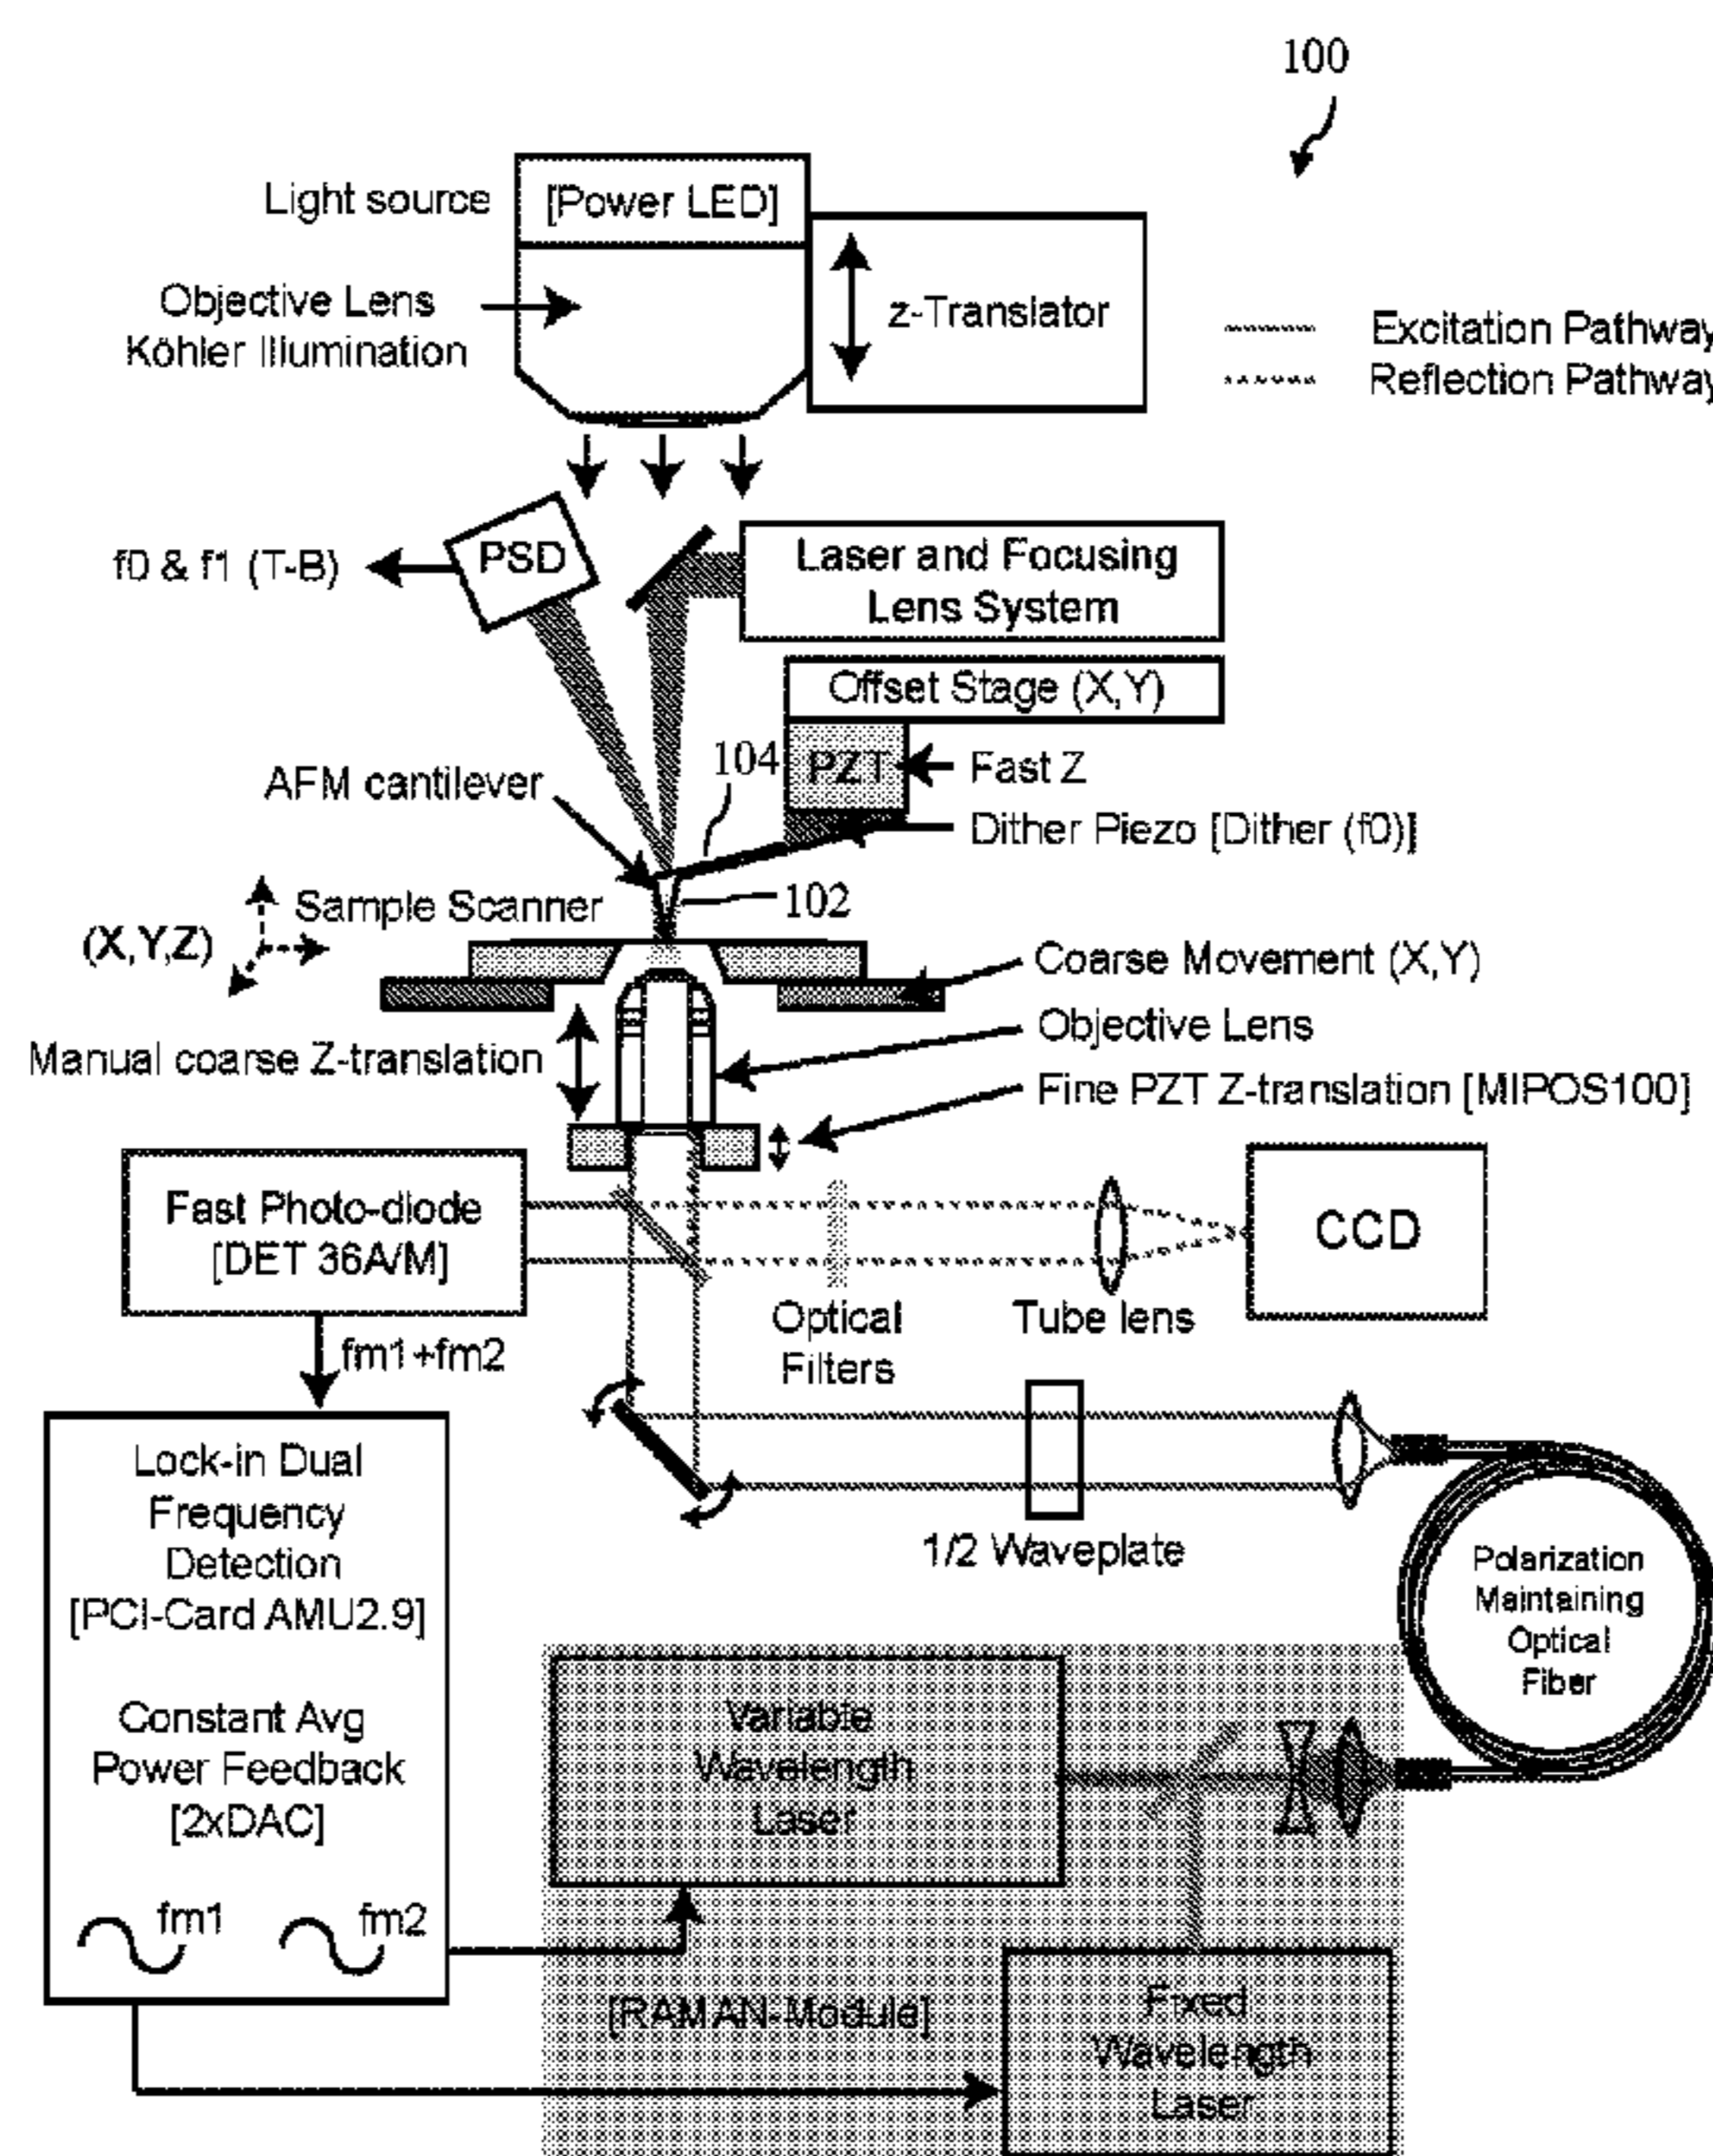 100
Light source
[Power LED]
Objective Lens
Köhler Illumination
z-Translator
Excitation Pathway
Reflection Pathway
f0 & f1 (T-B)
PSD
Laser and Focusing
Lens System
Offset Stage (X,Y)
PZT
Fast Z
104
AFM cantilever
Dither Piezo [Dither (f0)]
102
Sample Scanner
(X,Y,Z)
Coarse Movement (X,Y)
Objective Lens
Manual coarse Z-translation
Fine PZT Z-translation [MIPOS100]
Fast Photo-diode
[DET 36A/M]
CCD
Optical
Filters
Tube lens
fm1+fm2
Lock-in Dual
Frequency
Detection
[PCI-Card AMU2.9]
Constant Avg
Power Feedback
[2xDAC]
fm1
fm2
1/2 Waveplate
Polarization
Maintaining
Optical
Fiber
Variable
Wavelength
Laser
[RAMAN-Module]
Fixed
Wavelength
Laser